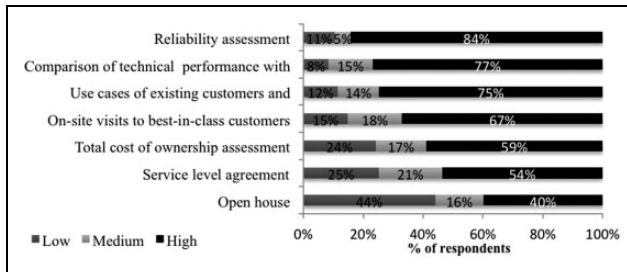 Reliability assessment 11% 5% 84%
Comparison of technical performance with 8% 15% 77%
Use cases of existing customers and 12% 14% 75%
On-site visits to best-in-class customers 15% 18% 67%
Total cost of ownership assessment 24% 17% 59%
Service level agreement 25% 21% 54%
Open house 44% 16% 40%
0% 20% 40% 60% 80% 100%
Low Medium High
% of respondents